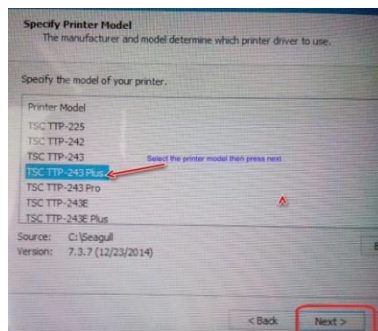 Specify Printer Model
The manufacturer and model determine which printer driver to use.
Specify the model of your printer.
Printer Model
TSC TTP-225
TSC TTP-242
TSC TTP-243
Select the printer model then press next
TSC TTP-243 Plus
TSC TTP-243 Pro
TSC TTP-243E
TSC TTP-243E Plus
Source: C:\Seagull
Version: 7.3.7 (12/23/2014)
< Back
Next >